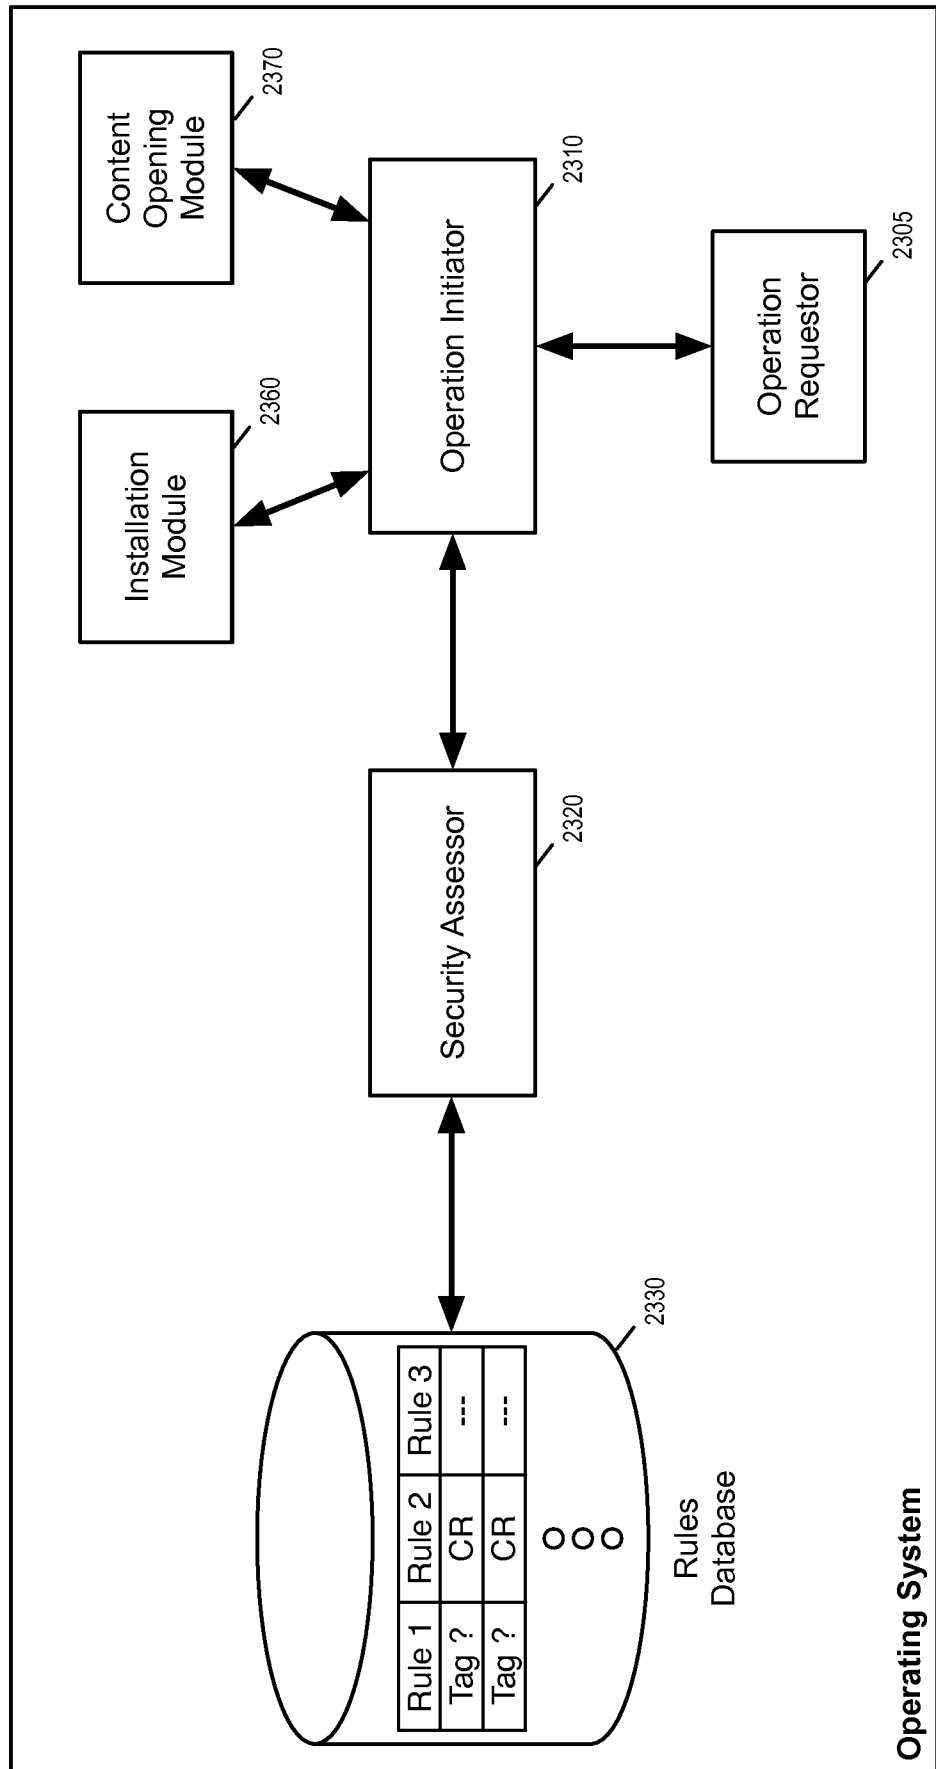 Rule 1 Rule 2 Rule 3
Tag ? CR ---
Tag ? CR ---
2330
Rules
Database
Security Assessor
2320
Installation
Module
2360
Content
Opening
Module
2370
Operation Initiator
2310
Operation
Requestor
2305
Operating System